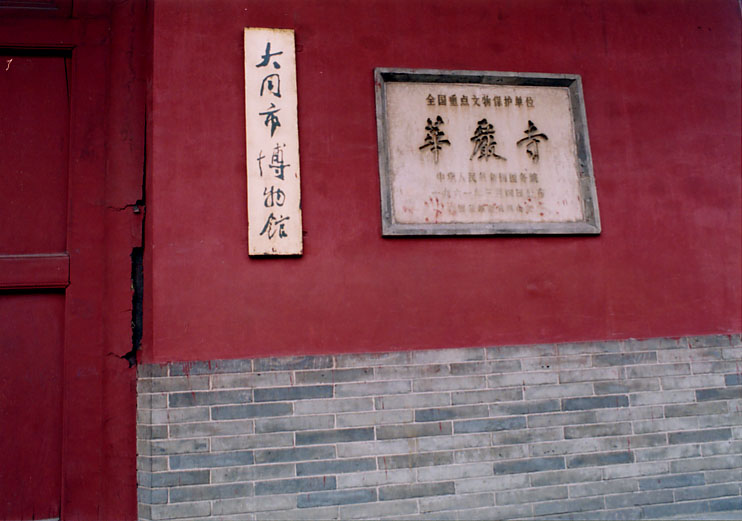 大同市博物館
全国重点文物保护单位
華嚴寺
中华人民共和国国务院
一九六一年三月四日公布